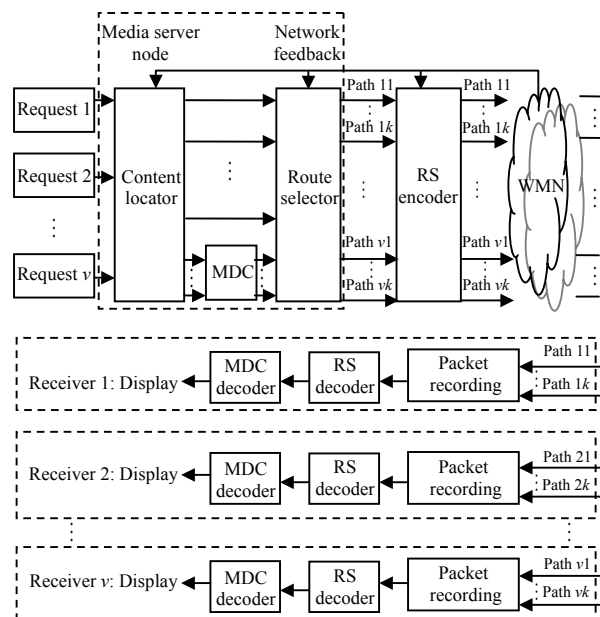 Media server
node
Network
feedback
Request 1
Request 2
Request v
Content
locator
MDC
Route
selector
Path 11
Path 1k
Path v1
Path vk
RS
encoder
Path 11
Path 1k
Path v1
Path vk
WMN
Receiver 1: Display
MDC
decoder
RS
decoder
Packet
recording
Path 11
Path 1k
Receiver 2: Display
MDC
decoder
RS
decoder
Packet
recording
Path 21
Path 2k
Receiver v: Display
MDC
decoder
RS
decoder
Packet
recording
Path v1
Path vk